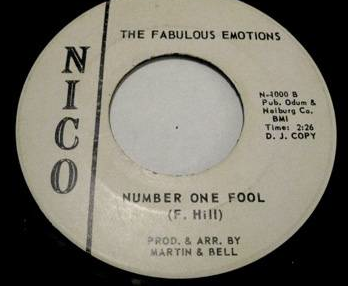 THE FABULOUS EMOTIONS
NICO
N-1000 B
Pub. Odum &
Neiburg Co.
BMI
Time: 2:26
D. J. COPY
NUMBER ONE FOOL
(F. Hill)
PROD. & ARR. BY
MARTIN & BELL